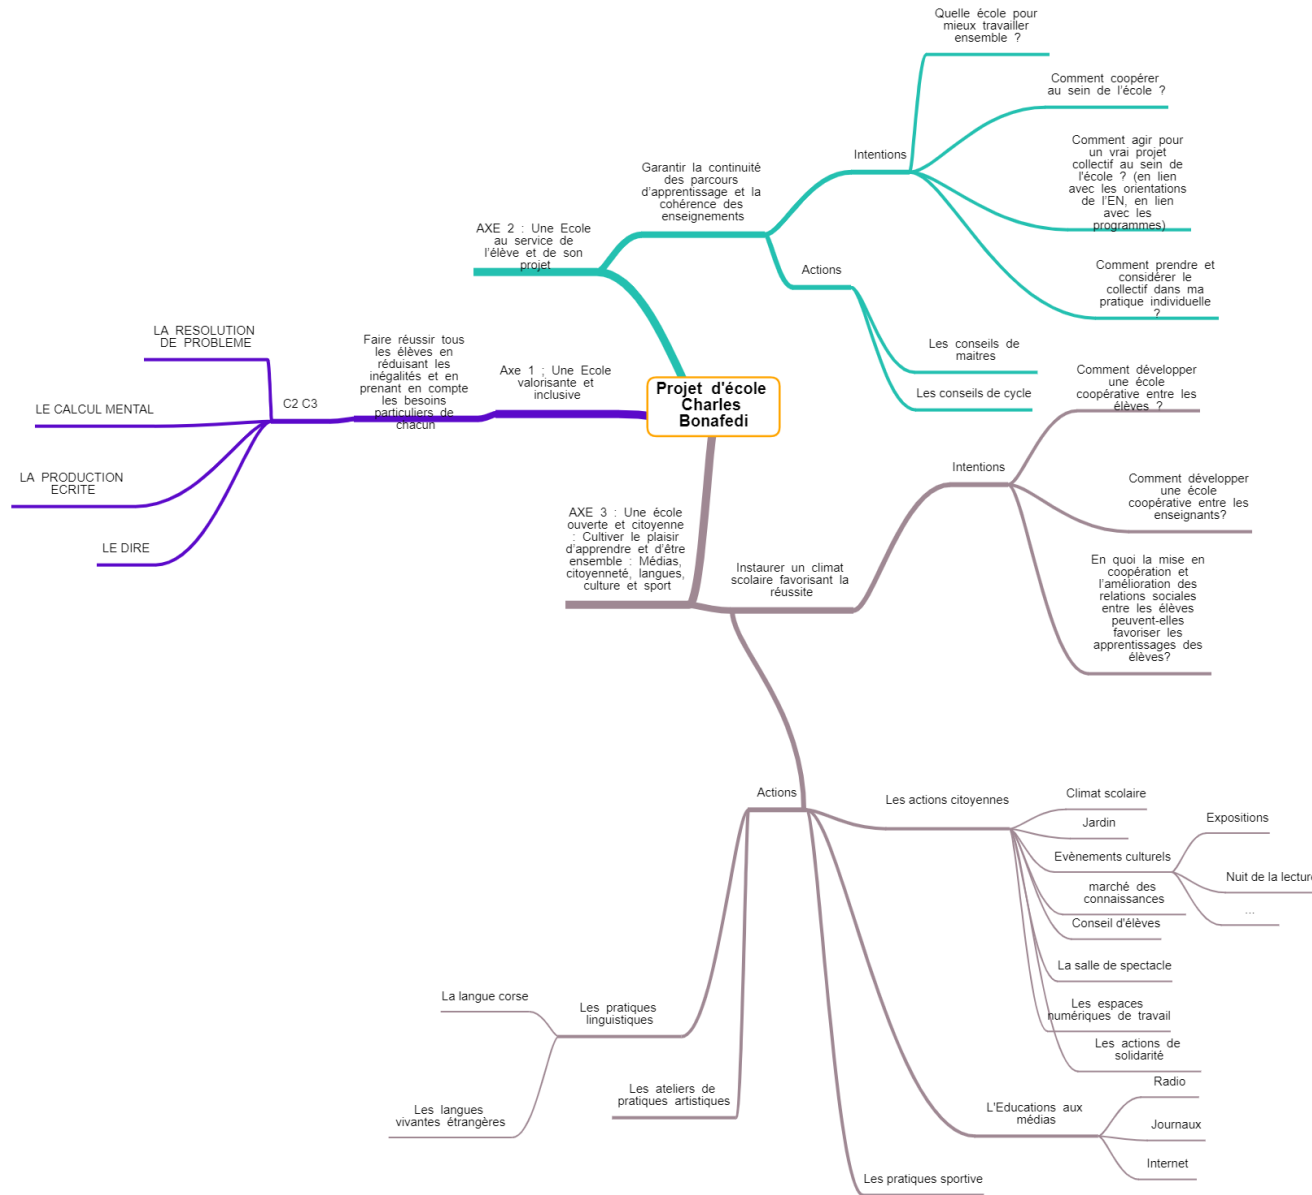 Projet d'école
Charles
Bonafedi
AXE 2 : Une Ecole
au service de
l'élève et de son
projet
Garantir la continuité
des parcours
d'apprentissage et la
cohérence des
enseignements
Intentions
Quelle école pour
mieux travailler
ensemble ?
Comment coopérer
au sein de l'école ?
Comment agir pour
un vrai projet
collectif au sein de
l'école ? (en lien
avec les orientations
de l'EN, en lien
avec les
programmes)
Comment prendre et
considérer le
collectif dans ma
pratique individuelle
?
Actions
Les conseils de
maitres
Les conseils de cycle
Axe 1 ; Une Ecole
valorisante et
inclusive
Faire réussir tous
les élèves en
réduisant les
inégalités et en
prenant en compte
les besoins
particuliers de
chacun
C2 C3
LA RESOLUTION
DE PROBLEME
LE CALCUL MENTAL
LA PRODUCTION
ECRITE
LE DIRE
AXE 3 : Une école
ouverte et citoyenne
: Cultiver le plaisir
d'apprendre et d'être
ensemble : Médias,
citoyenneté, langues,
culture et sport
Instaurer un climat
scolaire favorisant la
réussite
Intentions
Comment développer
une école
coopérative entre les
élèves ?
Comment développer
une école
coopérative entre les
enseignants?
En quoi la mise en
coopération et
l'amélioration des
relations sociales
entre les élèves
peuvent-elles
favoriser les
apprentissages des
élèves?
Actions
Les actions citoyennes
Climat scolaire
Jardin
Evènements culturels
Expositions
Nuit de la lecture
...
marché des
connaissances
Conseil d'élèves
La salle de spectacle
Les espaces
numériques de travail
Les actions de
solidarité
L'Educations aux
médias
Radio
Journaux
Internet
Les pratiques sportive
Les ateliers de
pratiques artistiques
Les pratiques
linguistiques
La langue corse
Les langues
vivantes étrangères